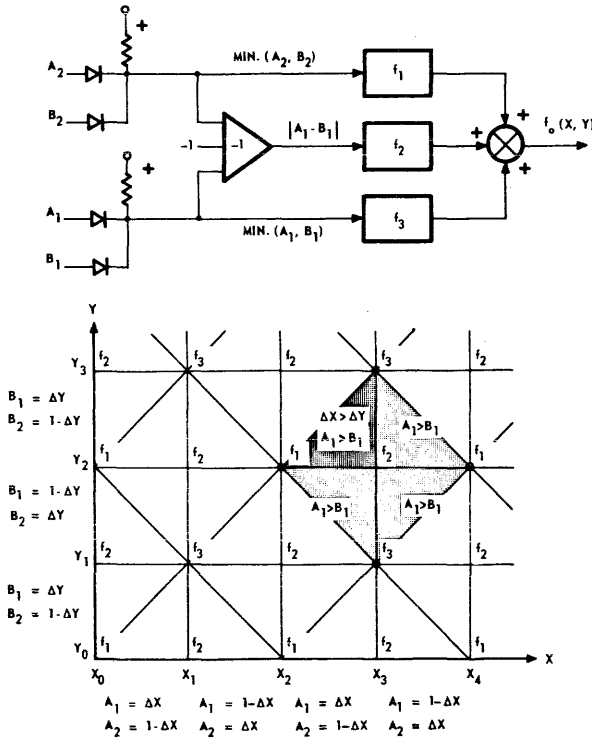 +
A₂
MIN. (A₂, B₂)
f₁
B₂
+
+
-1
-1
|A₁ - B₁|
f₂
+
f₀ (X, Y)
+
A₁
MIN. (A₁, B₁)
f₃
B₁
Y
Y₃ f₂ f₃ f₂ f₃ f₂
B₁ = ΔY
B₂ = 1-ΔY
ΔX > ΔY
A₁ > B₁
A₁ > B₁
Y₂ f₁ f₂ f₁ f₂ f₁
B₁ = 1-ΔY
B₂ = ΔY
A₁ > B₁
A₁ > B₁
Y₁ f₂ f₃ f₂ f₃ f₂
B₁ = ΔY
B₂ = 1-ΔY
Y₀ f₁ f₂ f₁ f₂ f₁
X
X₀ X₁ X₂ X₃ X₄
A₁ = ΔX A₁ = 1-ΔX A₁ = ΔX A₁ = 1-ΔX
A₂ = 1-ΔX A₂ = ΔX A₂ = 1-ΔX A₂ = ΔX